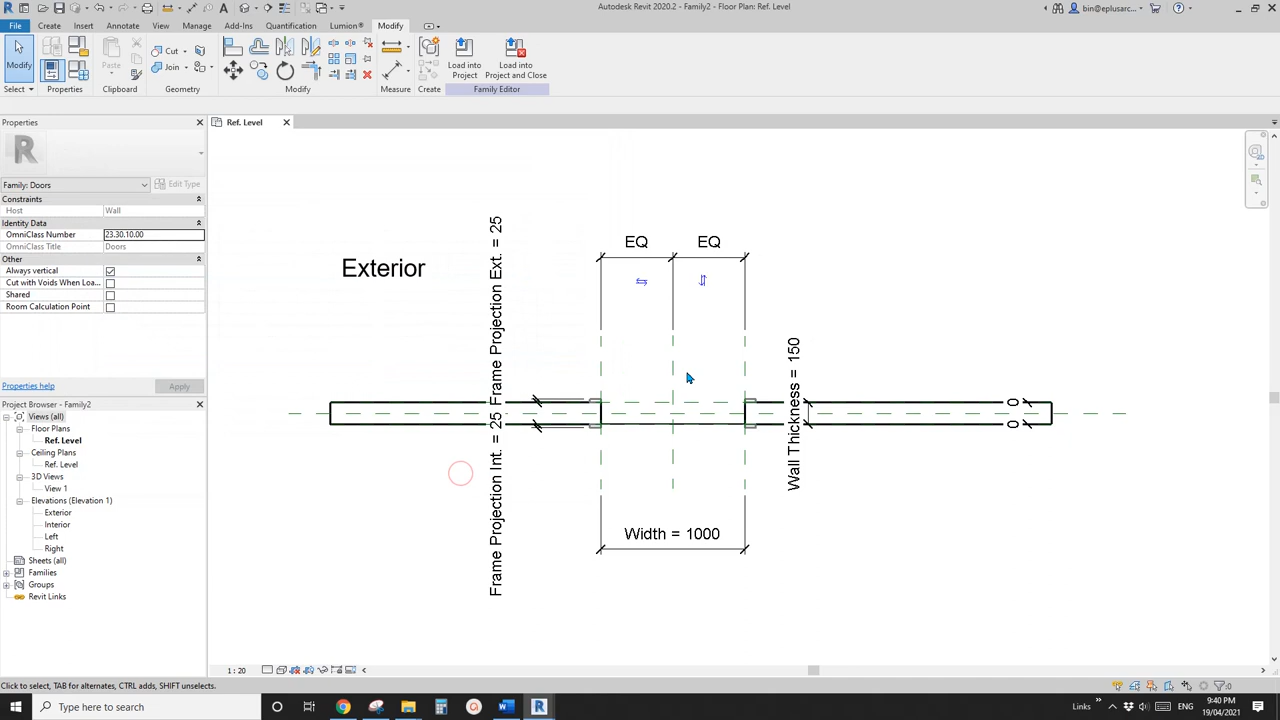 Autodesk Revit 2020.2 - Family2 - Floor Plan: Ref. Level
bin@eplusarc...
File Create Insert Annotate View Manage Add-Ins Quantification Lumion® Modify
Modify
Paste
Cut
Join
Load into Project
Load into Project and Close
Select Properties Clipboard Geometry Modify Measure Create Family Editor
Properties
Ref. Level
Family: Doors
Edit Type
Constraints
Host Wall
Identity Data
OmniClass Number 23.30.10.00
OmniClass Title Doors
Other
Always vertical
Cut with Voids When Loa...
Shared
Room Calculation Point
Properties help
Apply
Project Browser - Family2
Views (all)
Floor Plans
Ref. Level
Ceiling Plans
Ref. Level
3D Views
View 1
Elevations (Elevation 1)
Exterior
Interior
Left
Right
Sheets (all)
Families
Groups
Revit Links
Exterior
Frame Projection Ext. = 25
Frame Projection Int. = 25
EQ EQ
Wall Thickness = 150
0
0
Width = 1000
1 : 20
Click to select, TAB for alternates, CTRL adds, SHIFT unselects.
:0
Type here to search
Links
ENG
9:40 PM
19/04/2021